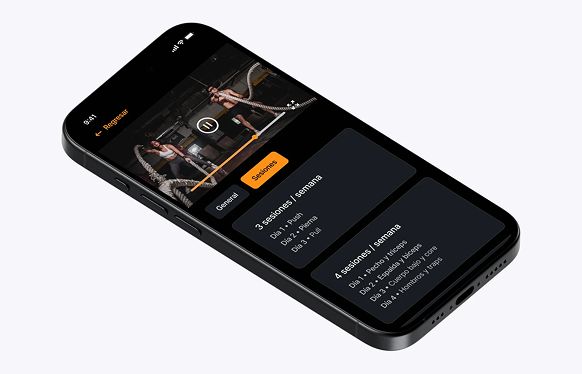 9:41
← Regresar
General
Sesiones
3 sesiones / semana
Día 1 • Push
Día 2 • Pierna
Día 3 • Pull
4 sesiones / semana
Día 1 • Pecho y tríceps
Día 2 • Espalda y bíceps
Día 3 • Cuerpo bajo y core
Día 4 • Hombros y traps